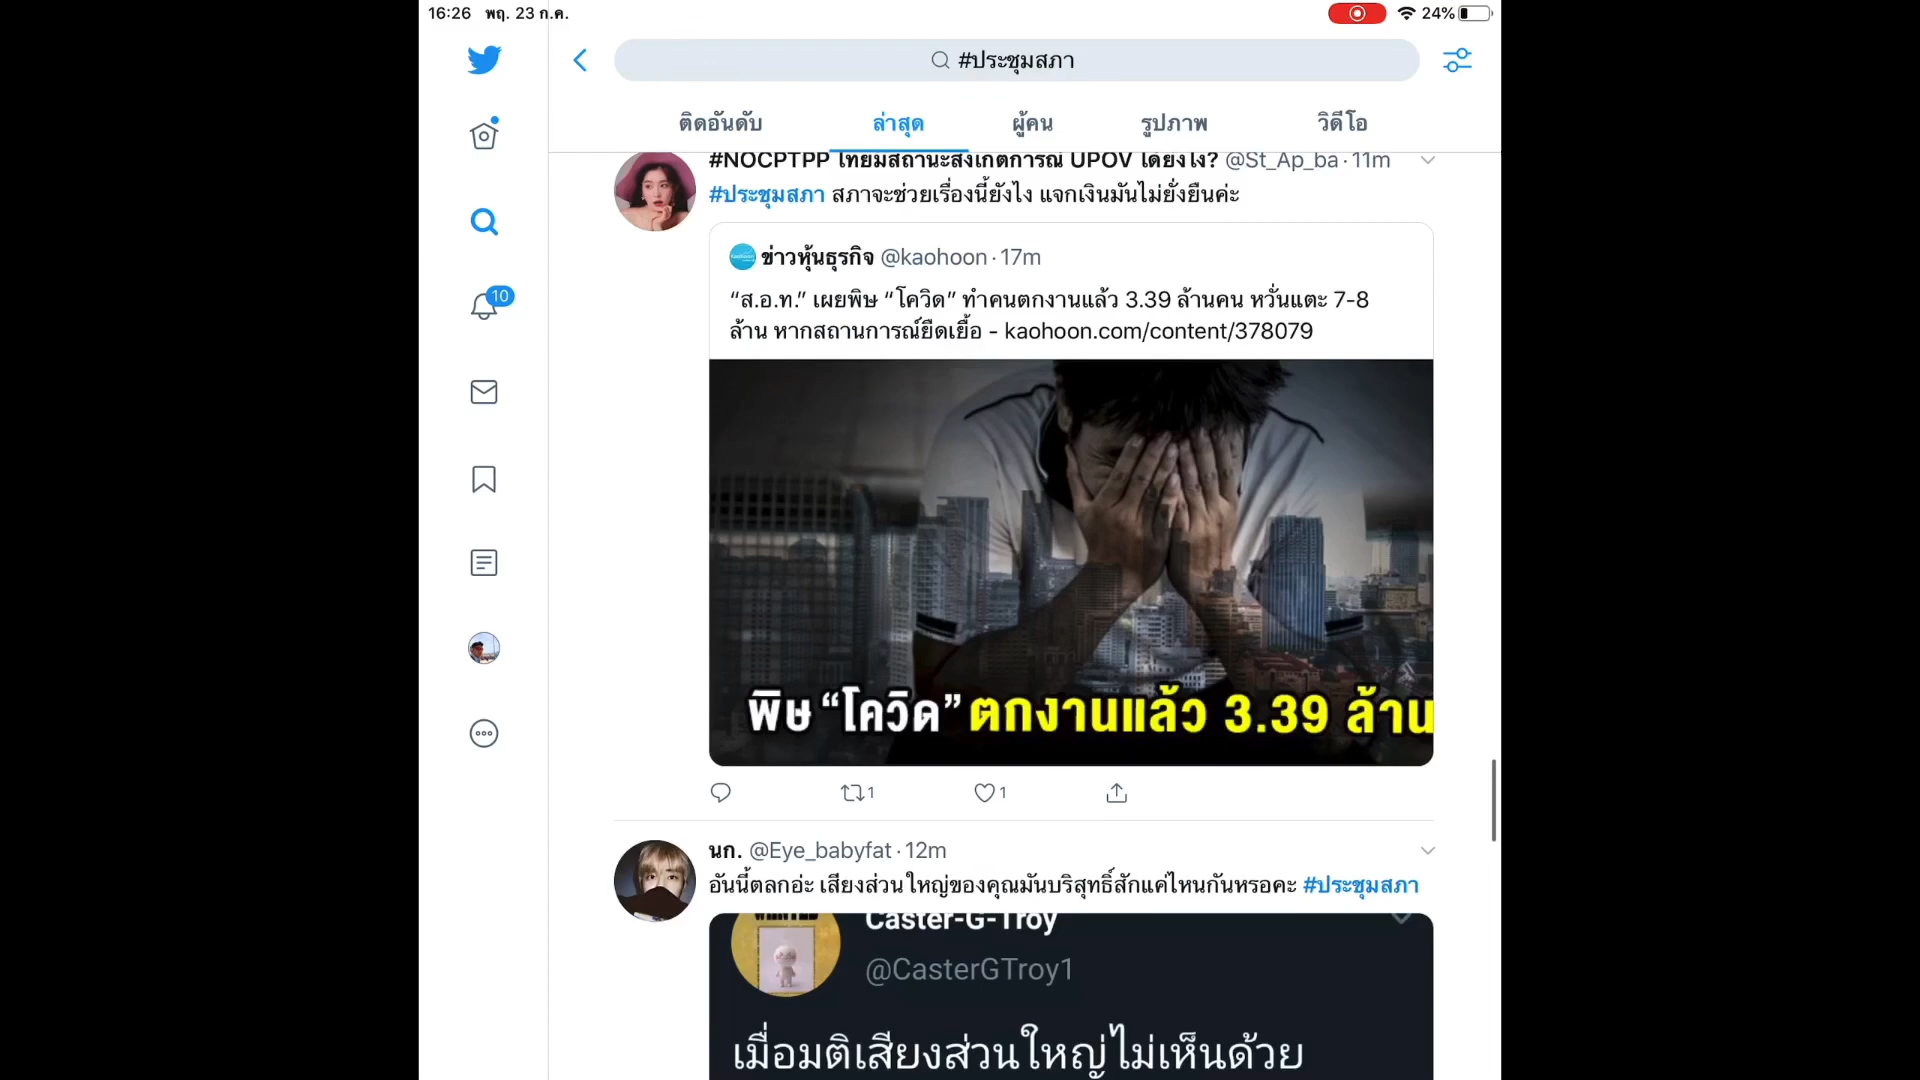 16:26 พฤ. 23 ก.ค.
24%
#ประชุมสภา
ติดอันดับ ล่าสุด ผู้คน รูปภาพ วิดีโอ
#NOCPTPP ไทยมีสถานะสังเกตการณ์ UPOV ได้ยังไง? @St_Ap_ba · 11m
#ประชุมสภา สภาจะช่วยเรื่องนี้ยังไง แจกเงินมันไม่ยั่งยืนค่ะ
ข่าวหุ้นธุรกิจ @kaohoon · 17m
“ส.อ.ท.” เผยพิษ “โควิด” ทำคนตกงานแล้ว 3.39 ล้านคน หวั่นแตะ 7-8
ล้าน หากสถานการณ์ยืดเยื้อ - kaohoon.com/content/378079
พิษ “โควิด” ตกงานแล้ว 3.39 ล้าน
1 1
10
นก. @Eye_babyfat · 12m
อันนี้ตลกอ่ะ เสียงส่วนใหญ่ของคุณมันบริสุทธิ์สักแค่ไหนกันหรอคะ #ประชุมสภา
Caster-G-Troy
@CasterGTroy1
เมื่อมติเสียงส่วนใหญ่ไม่เห็นด้วย